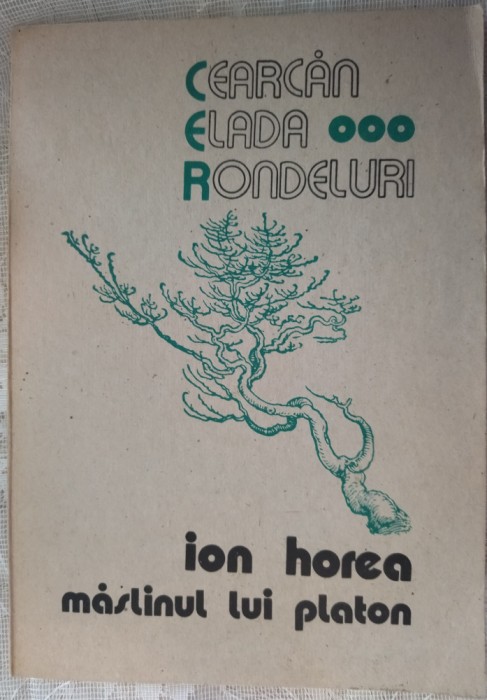 CEARCĂN
ELADA ooo
RONDELURI
ion horea
măslinul lui platon